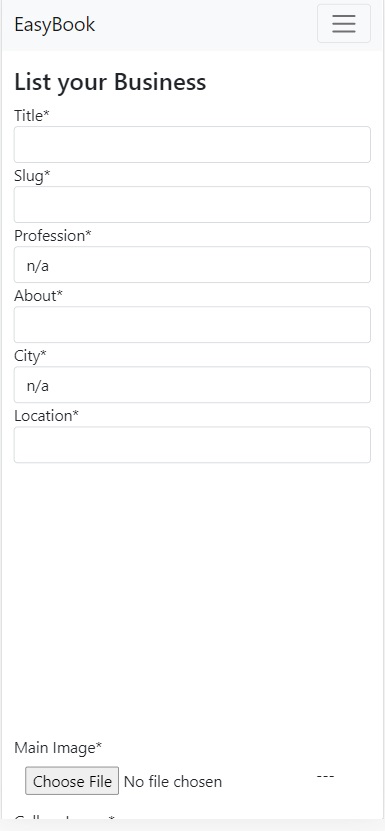 EasyBook
List your Business
Title*
Slug*
Profession*
n/a
About*
City*
n/a
Location*
Main Image*
Choose File No file chosen ---